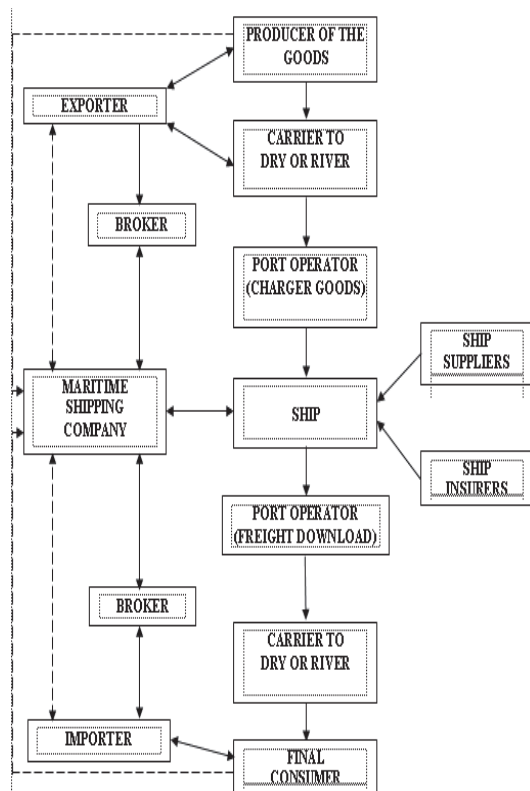 PRODUCER OF THE
GOODS
EXPORTER
CARRIER TO
DRY OR RIVER
BROKER
PORT OPERATOR
(CHARGER GOODS)
SHIP
SUPPLIERS
MARITIME
SHIPPING
COMPANY
SHIP
SHIP
INSURERS
PORT OPERATOR
(FREIGHT DOWNLOAD)
BROKER
CARRIER TO
DRY OR RIVER
IMPORTER
FINAL
CONSUMER